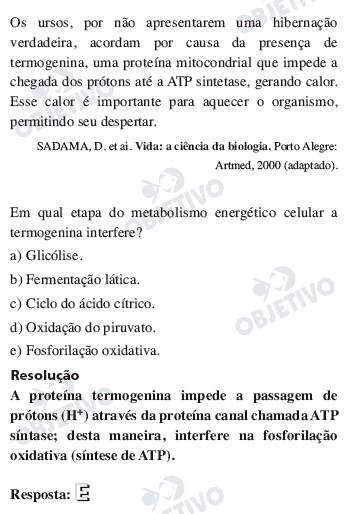 Os ursos, por não apresentarem uma hibernação
verdadeira, acordam por causa da presença de
termogenina, uma proteína mitocondrial que impede a
chegada dos prótons até a ATP sintetase, gerando calor.
Esse calor é importante para aquecer o organismo,
permitindo seu despertar.
SADAMA, D. et ai. Vida: a ciência da biologia. Porto Alegre:
Artmed, 2000 (adaptado).
Em qual etapa do metabolismo energético celular a
termogenina interfere?
a) Glicólise.
b) Fermentação lática.
c) Ciclo do ácido cítrico.
d) Oxidação do piruvato.
e) Fosforilação oxidativa.
Resolução
A proteína termogenina impede a passagem de
prótons (H+) através da proteína canal chamada ATP
síntase; desta maneira, interfere na fosforilação
oxidativa (síntese de ATP).
Resposta: E
OBJETIVO
OBJETIVO
OBJETIVO
OBJETIVO
OBJETIVO
OBJETIVO